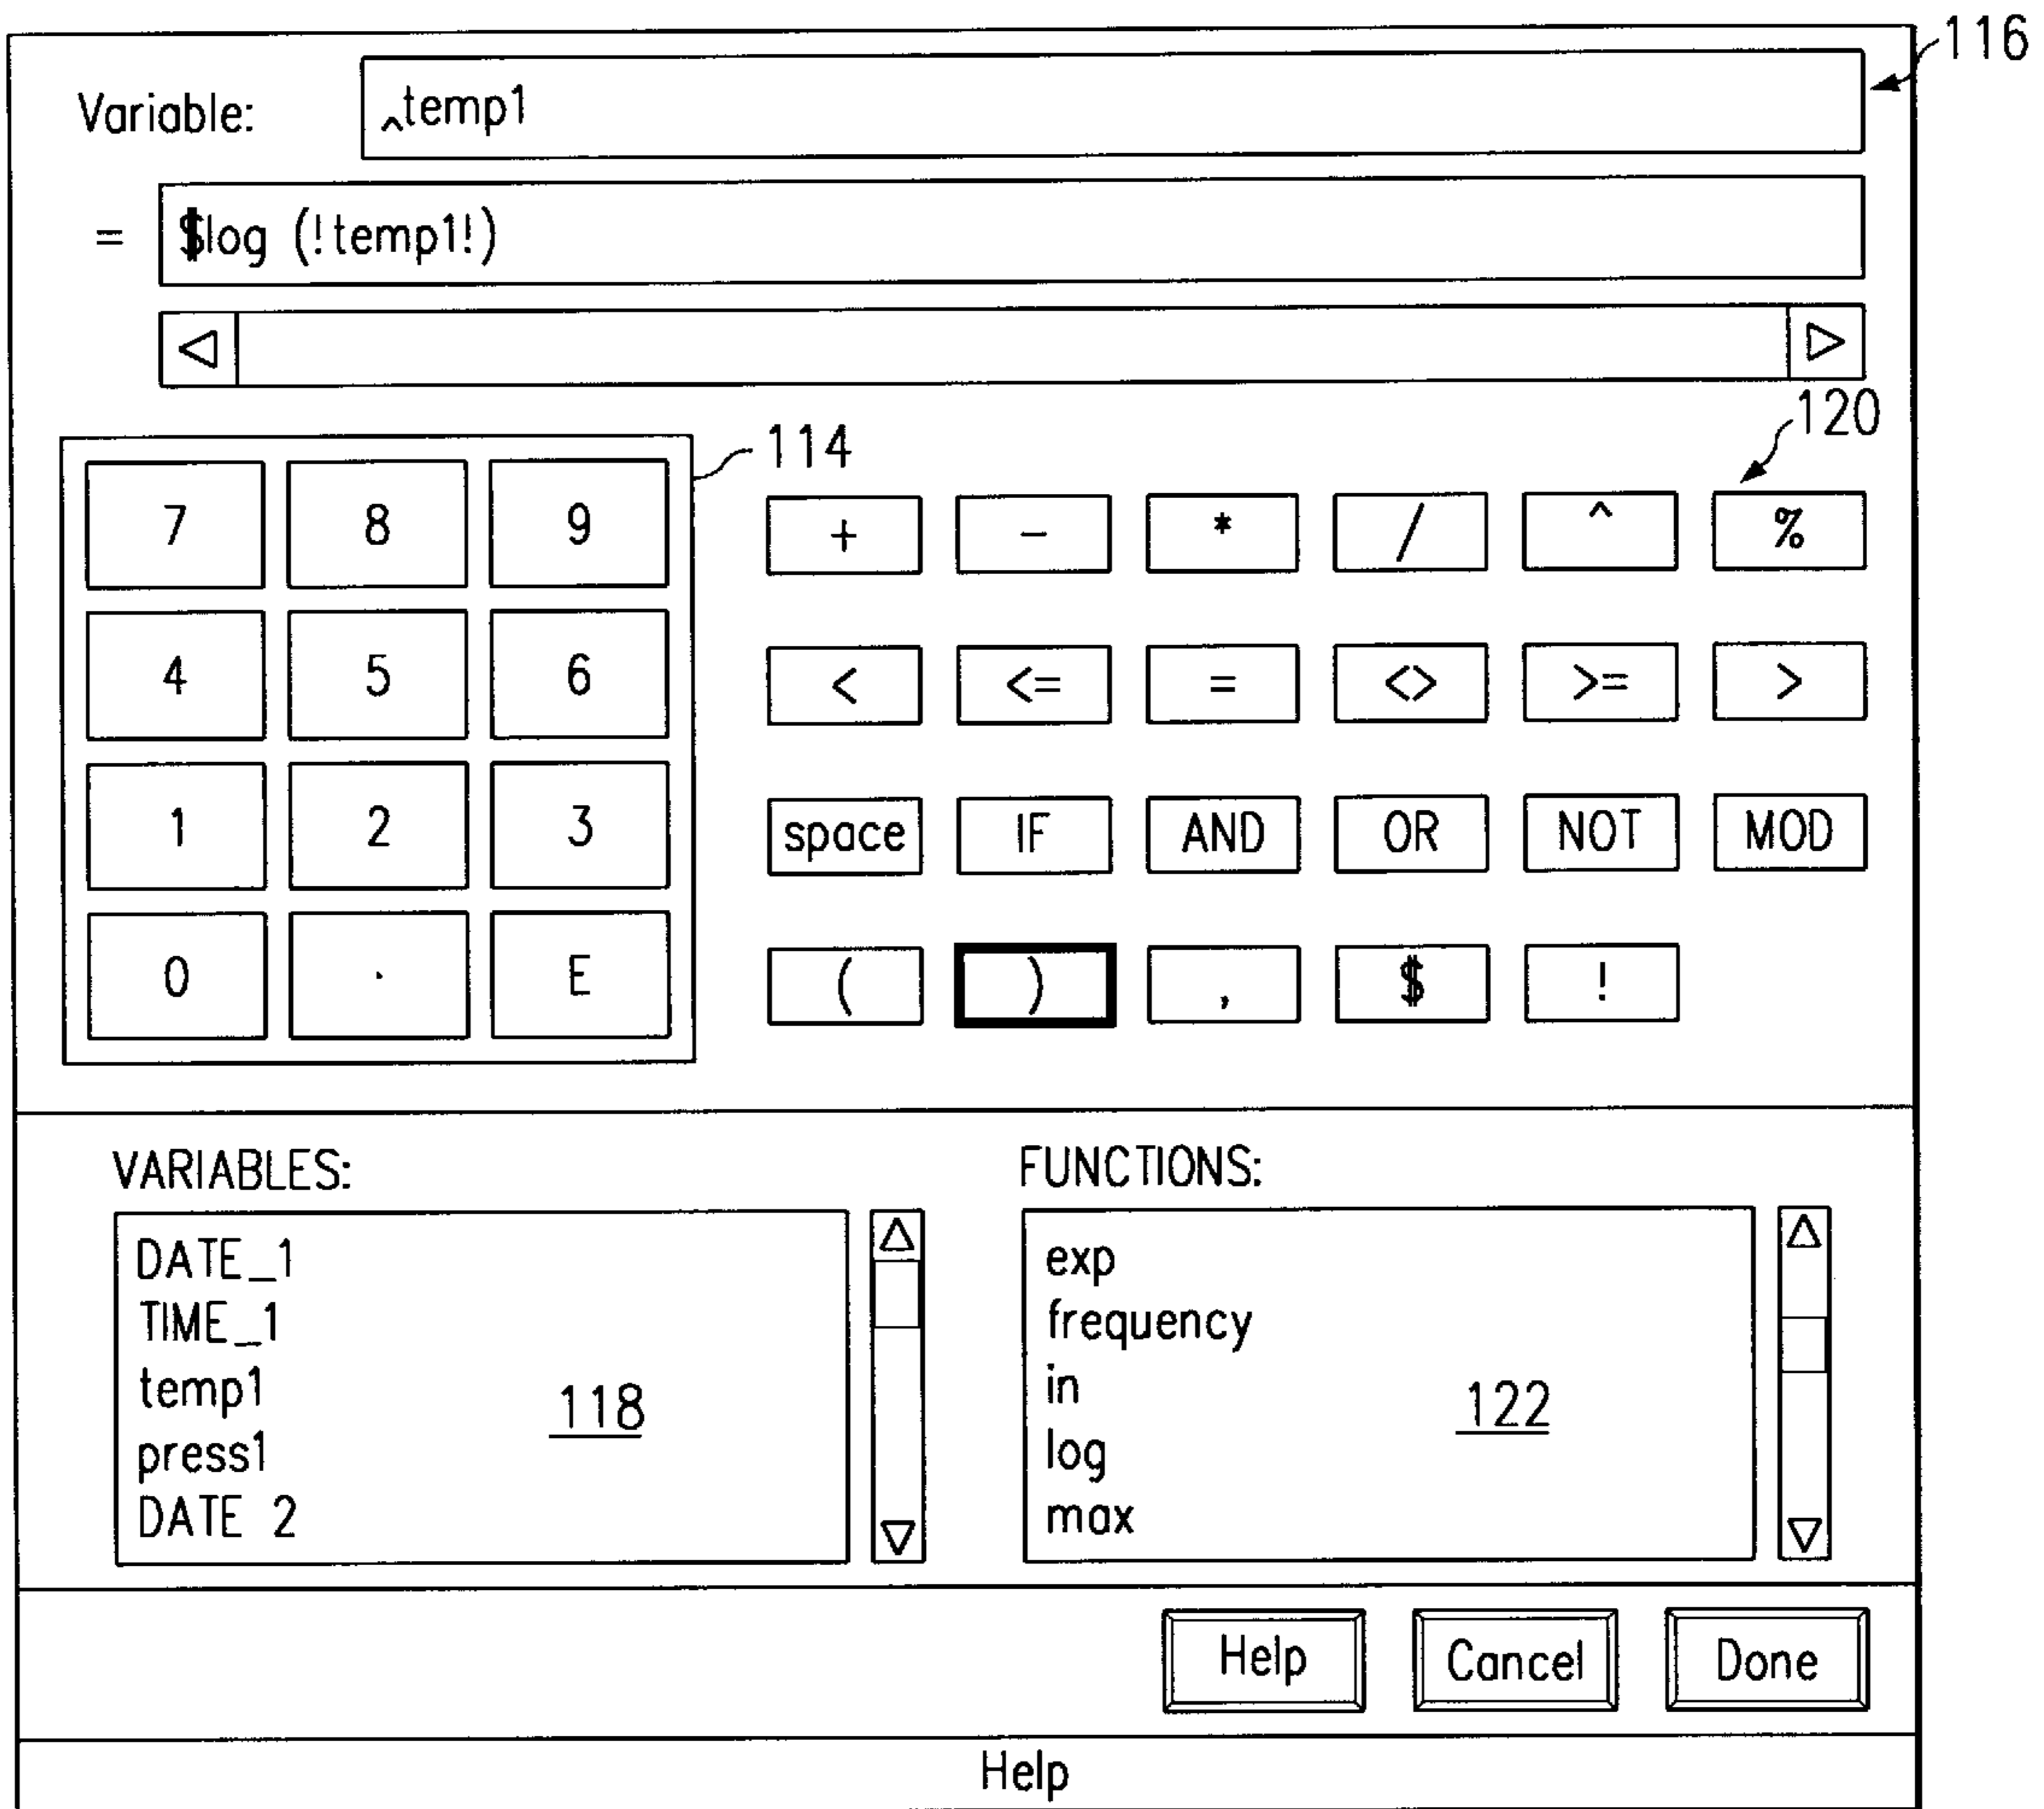 116
Variable: ^temp1
= $log (!temp1!)
120
114
7 8 9 + - * / ^ %
4 5 6 < <= = <> >= >
1 2 3 space IF AND OR NOT MOD
0 . E ( ) , $ !
VARIABLES: FUNCTIONS:
DATE_1 exp
TIME_1 frequency
temp1 in
118 122
press1 log
DATE 2 max
Help Cancel Done
Help